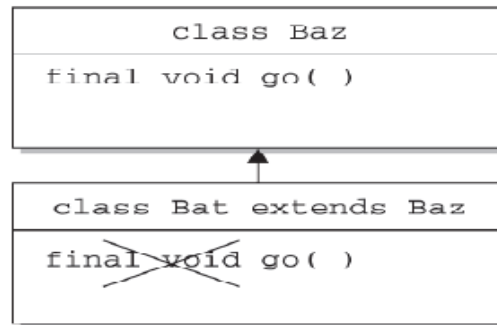 class Baz
final void go( )
class Bat extends Baz
final void go( )